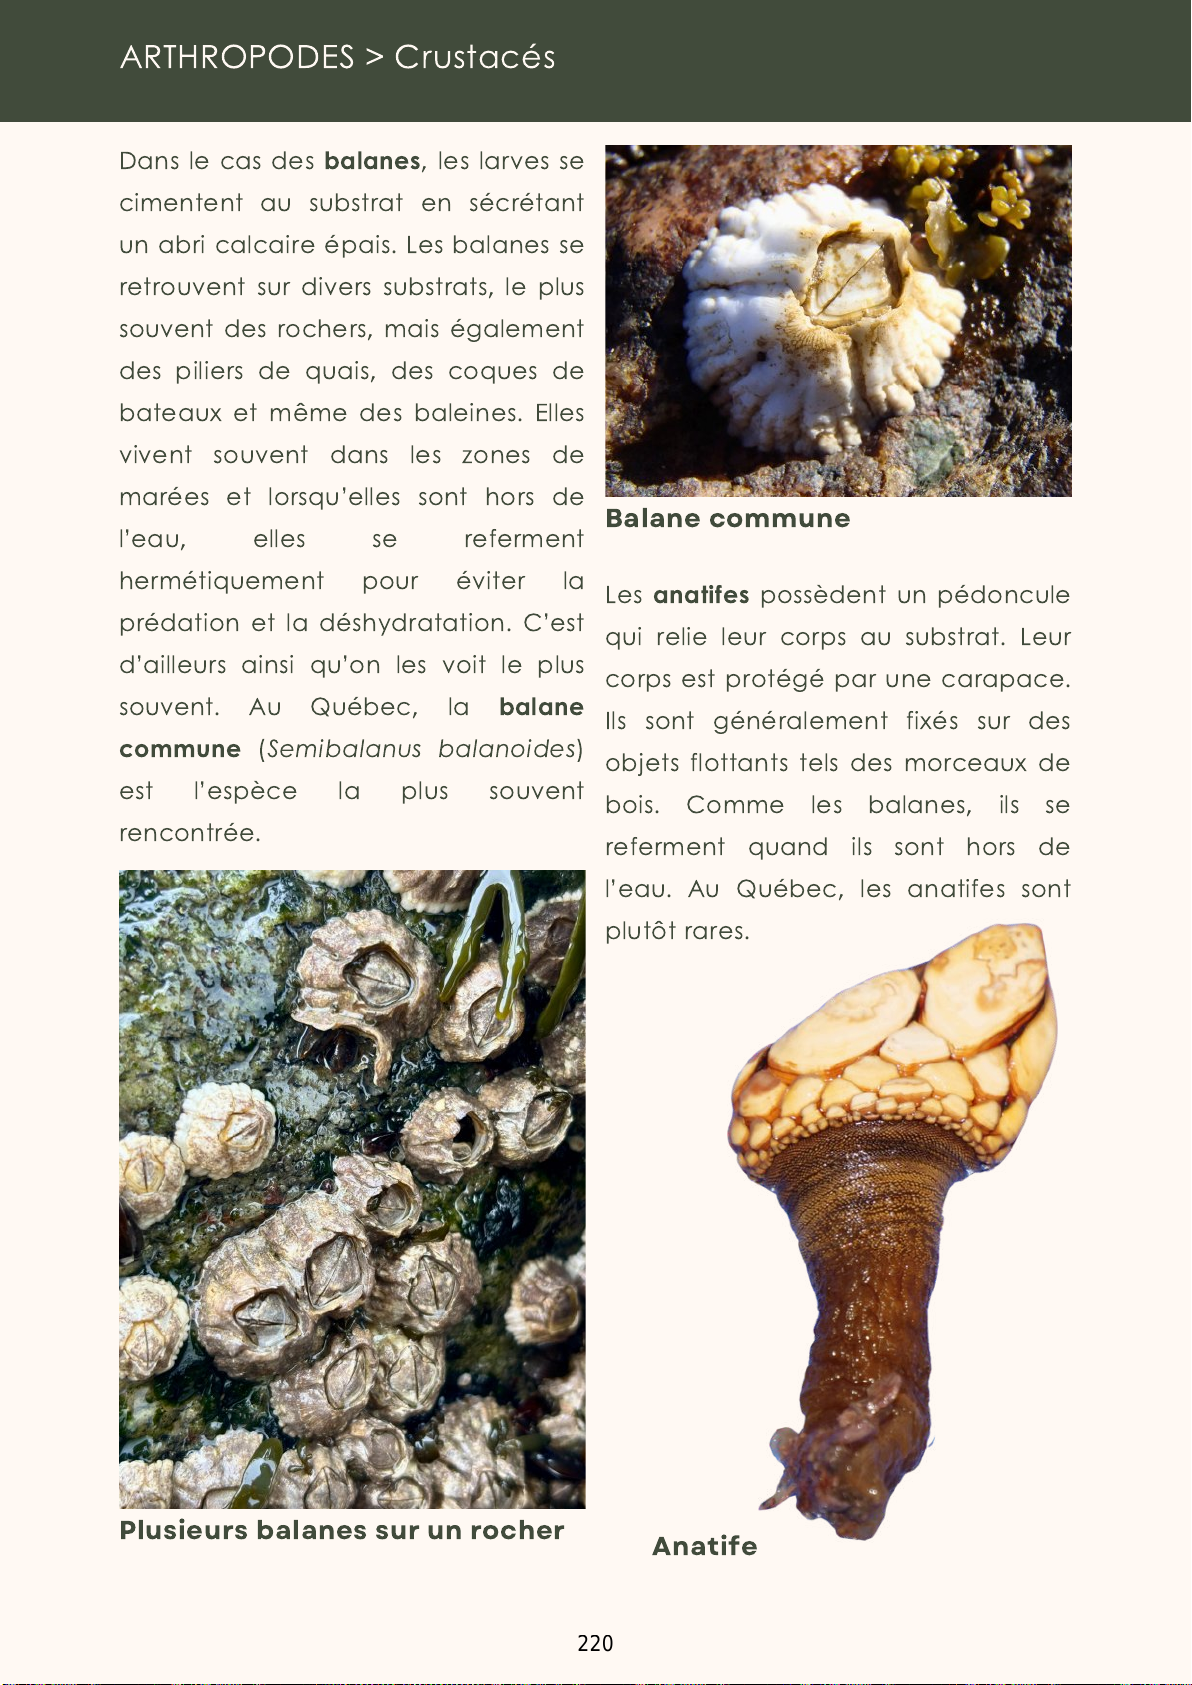 ARTHROPODES > Crustacés
Dans le cas des balanes, les larves se
cimentent au substrat en sécrétant
un abri calcaire épais. Les balanes se
retrouvent sur divers substrats, le plus
souvent des rochers, mais également
des piliers de quais, des coques de
bateaux et même des baleines. Elles
vivent souvent dans les zones de
marées et lorsqu'elles sont hors de
l'eau, elles se referment
hermétiquement pour éviter la
prédation et la déshydratation. C'est
d'ailleurs ainsi qu'on les voit le plus
souvent. Au Québec, la balane
commune (Semibalanus balanoides)
est l'espèce la plus souvent
rencontrée.
Plusieurs balanes sur un rocher
Balane commune
Les anatifes possèdent un pédoncule
qui relie leur corps au substrat. Leur
corps est protégé par une carapace.
Ils sont généralement fixés sur des
objets flottants tels des morceaux de
bois. Comme les balanes, ils se
referment quand ils sont hors de
l'eau. Au Québec, les anatifes sont
plutôt rares.
Anatife
220